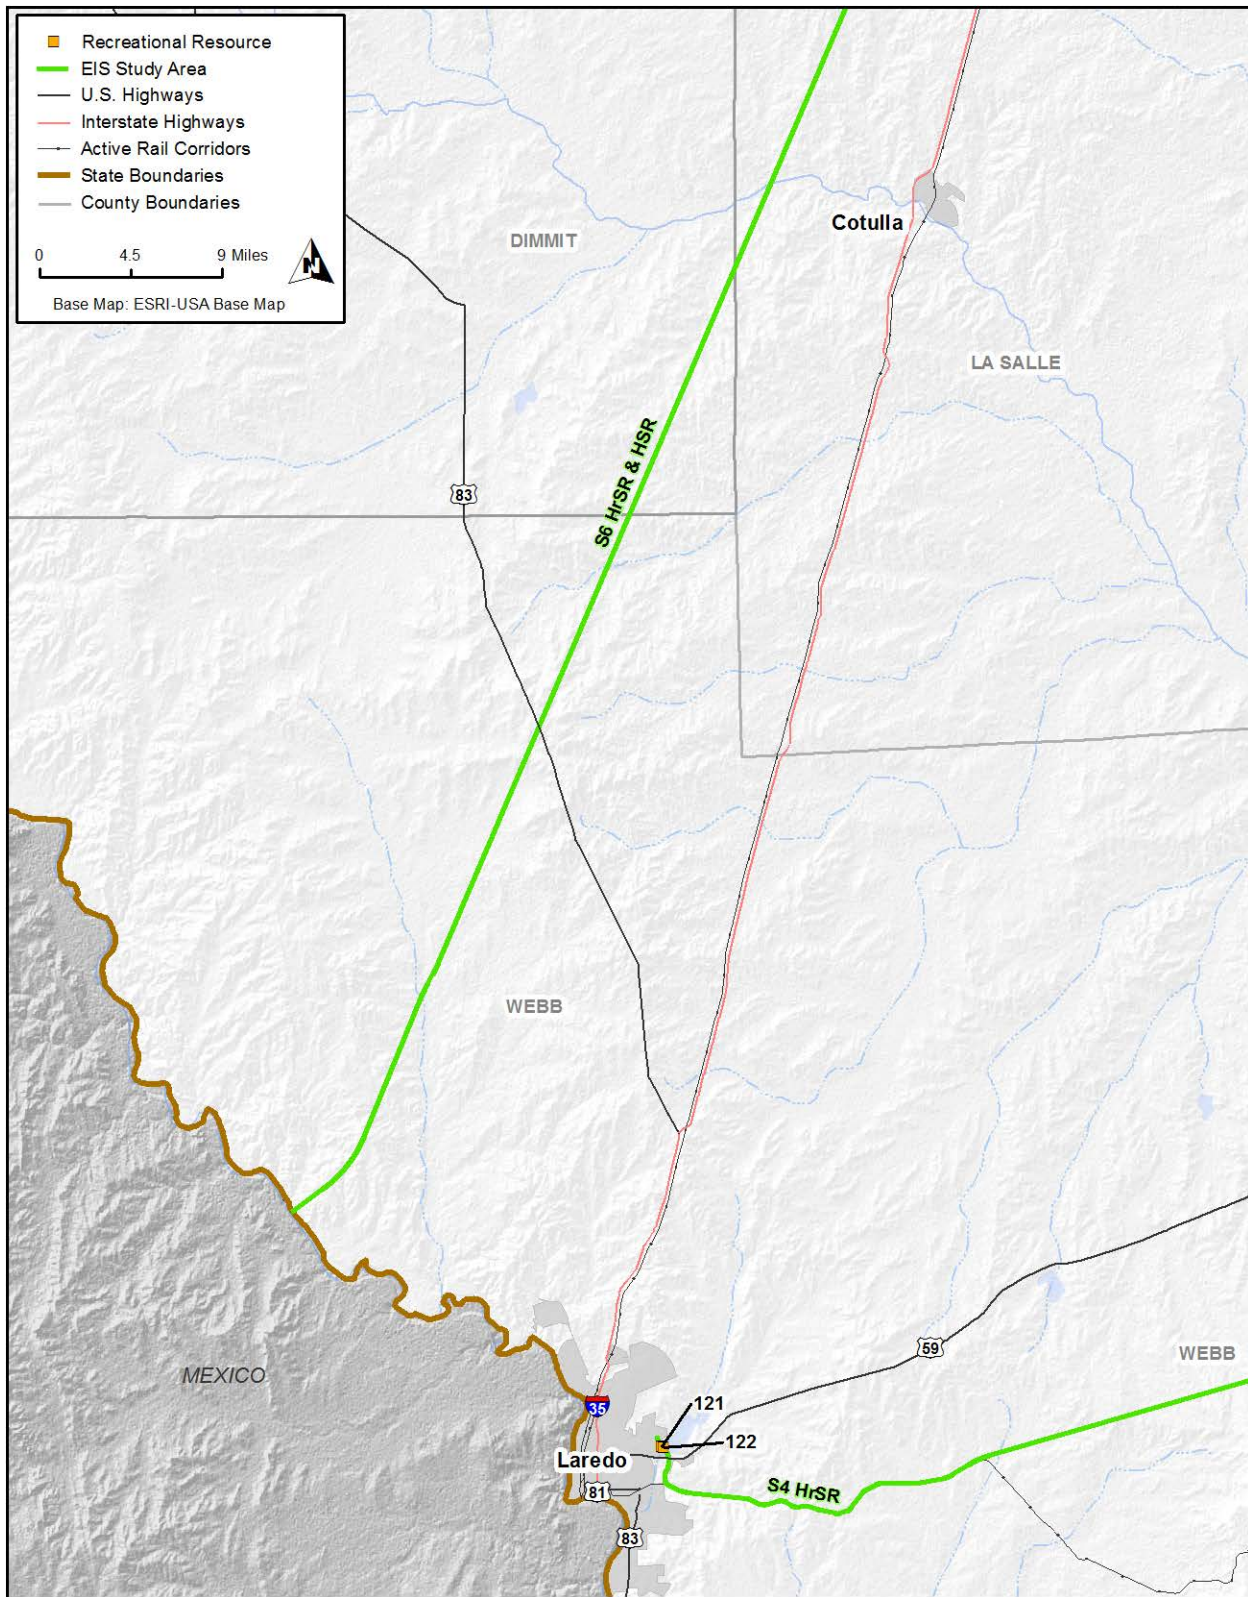 Recreational Resource
EIS Study Area
U.S. Highways
Interstate Highways
Active Rail Corridors
State Boundaries
County Boundaries
0 4.5 9 Miles
N
Base Map: ESRI-USA Base Map
Cotulla
DIMMIT
LA SALLE
S6 HrSR & HSR
83
WEBB
59
WEBB
MEXICO
35
121
122
Laredo
81
S4 HrSR
83